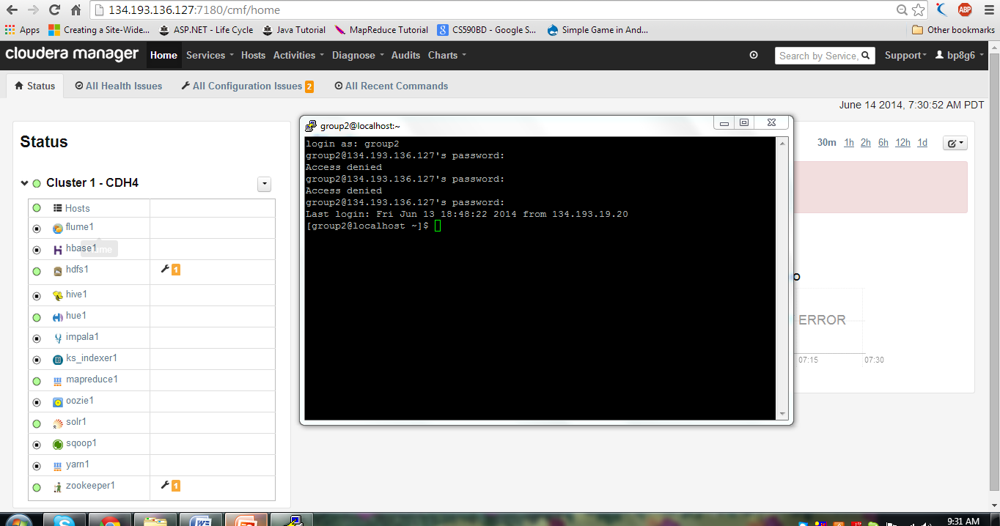 134.193.136.127:7180/cmf/home
Apps Creating a Site-Wide... ASP.NET - Life Cycle Java Tutorial MapReduce Tutorial CS590BD - Google S... Simple Game in And... Other bookmarks
ABP
cloudera manager Home Services Hosts Activities Diagnose Audits Charts Search by Service, Support bp8g6
Status All Health Issues All Configuration Issues 2 All Recent Commands
June 14 2014, 7:30:52 AM PDT
Status
30m 1h 2h 6h 12h 1d
Cluster 1 - CDH4
Hosts
flume1
hbase1
hdfs1 1
hive1
hue1
impala1
ks_indexer1
mapreduce1
oozie1
solr1
sqoop1
yarn1
zookeeper1 1
group2@localhost:~
login as: group2
group2@134.193.136.127's password:
Access denied
group2@134.193.136.127's password:
Access denied
group2@134.193.136.127's password:
Last login: Fri Jun 13 18:48:22 2014 from 134.193.19.20
[group2@localhost ~]$
ERROR
07:15 07:30
9:31 AM